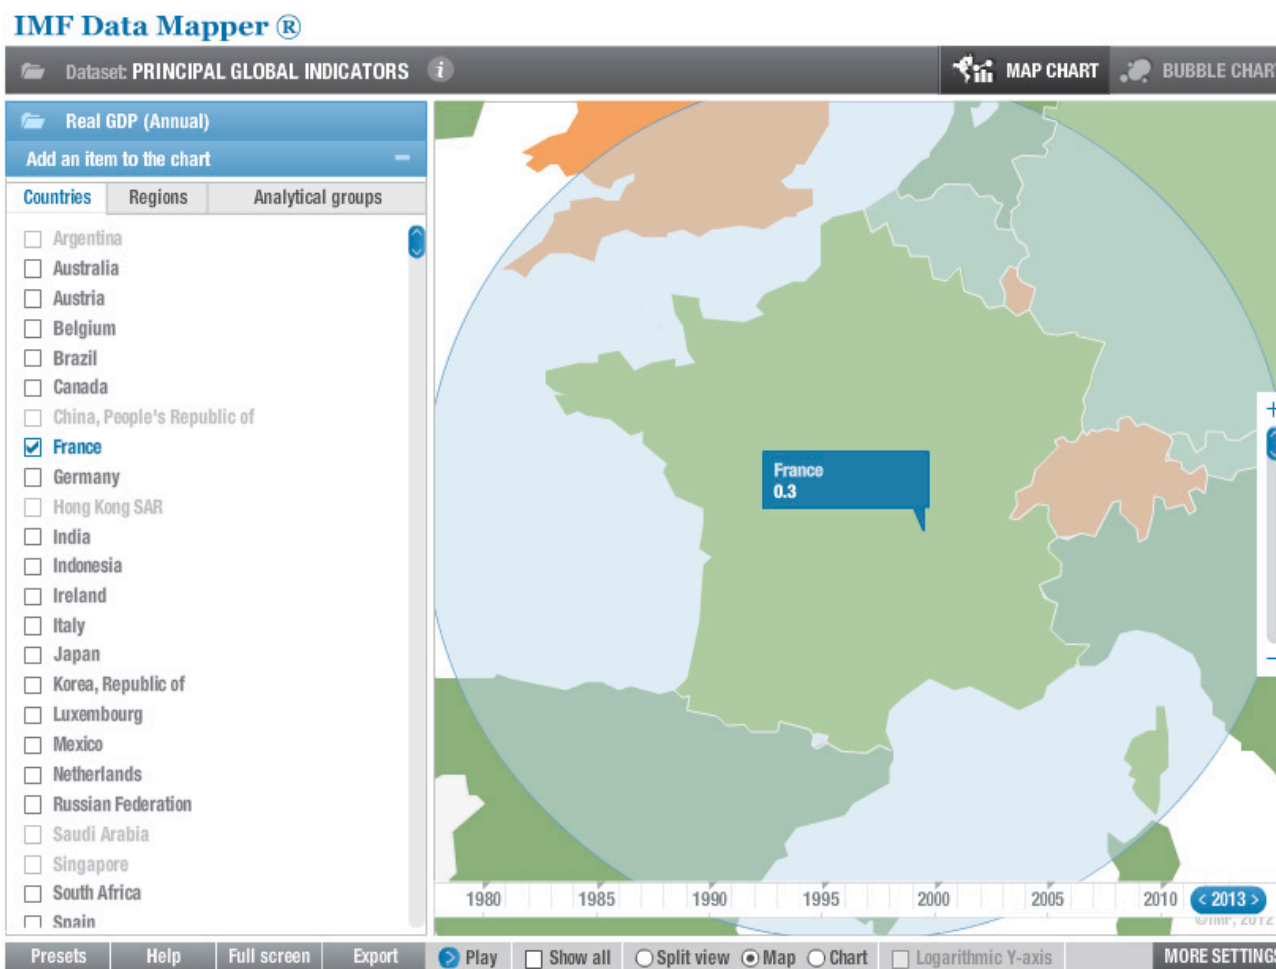 IMF Data Mapper ®
Dataset: PRINCIPAL GLOBAL INDICATORS i MAP CHART BUBBLE CHART
Real GDP (Annual)
Add an item to the chart
Countries Regions Analytical groups
Argentina
Australia
Austria
Belgium
Brazil
Canada
China, People's Republic of
France
Germany
Hong Kong SAR
India
Indonesia
Ireland
Italy
Japan
Korea, Republic of
Luxembourg
Mexico
Netherlands
Russian Federation
Saudi Arabia
Singapore
South Africa
Spain
France
0.3
1980 1985 1990 1995 2000 2005 2010 < 2013 >
©IMF, 2012
Presets Help Full screen Export Play Show all Split view Map Chart Logarithmic Y-axis MORE SETTINGS